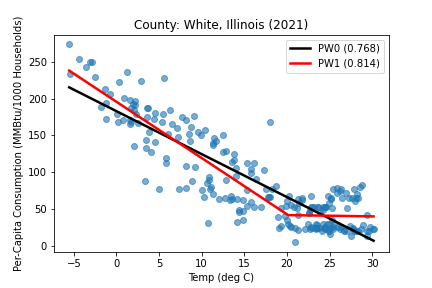 County: White, Illinois (2021)
PW0 (0.768)
PW1 (0.814)
Per-Capita Consumption (MMBtu/1000 Households)
250
200
150
100
50
0
−5 0 5 10 15 20 25 30
Temp (deg C)